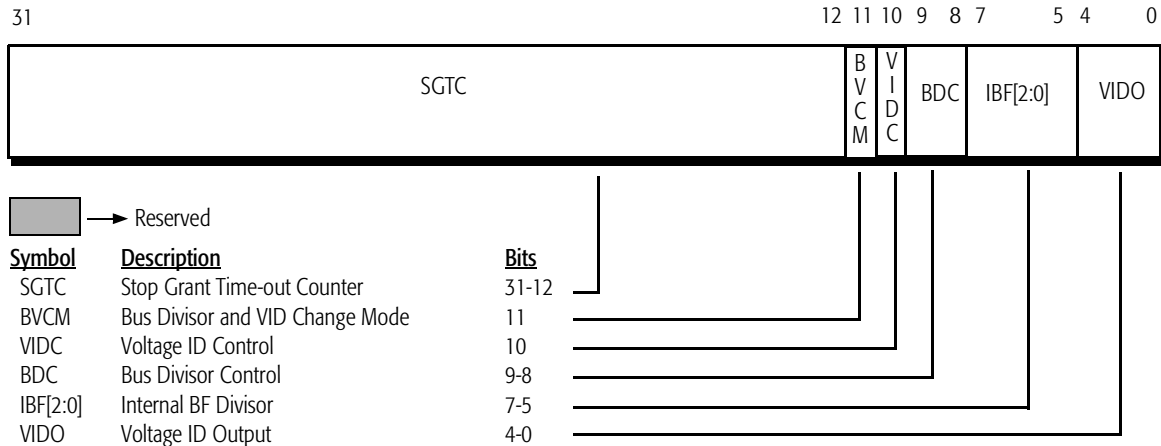 31 12 11 10 9 8 7 5 4 0
SGTC BVCM VIDC BDC IBF[2:0] VIDO
Reserved
Symbol Description Bits
SGTC Stop Grant Time-out Counter 31-12
BVCM Bus Divisor and VID Change Mode 11
VIDC Voltage ID Control 10
BDC Bus Divisor Control 9-8
IBF[2:0] Internal BF Divisor 7-5
VIDO Voltage ID Output 4-0